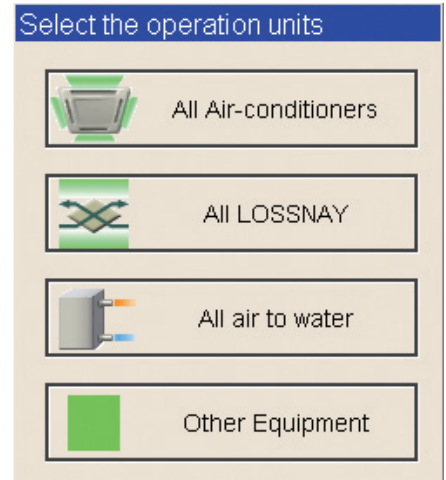 Select the operation units
All Air-conditioners
All LOSSNAY
All air to water
Other Equipment